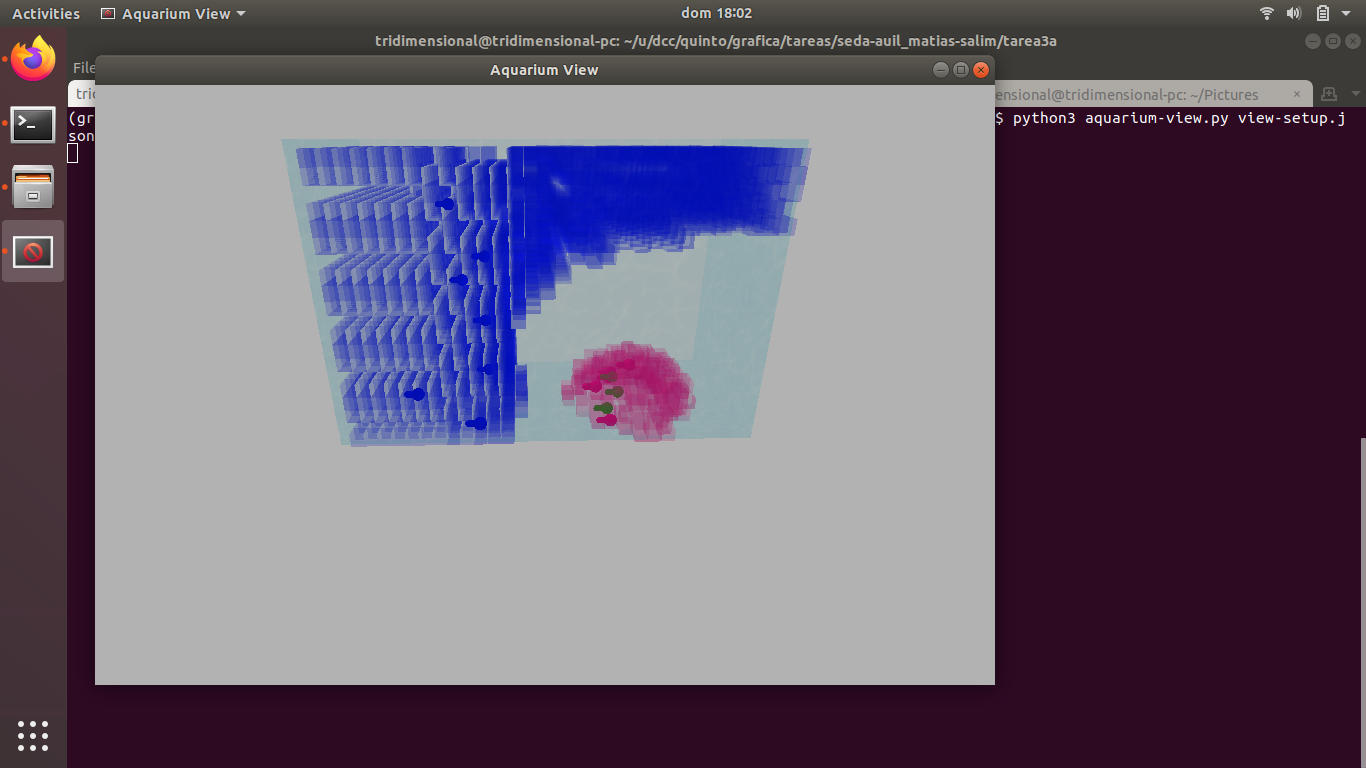 Activities Aquarium View dom 18:02
tridimensional@tridimensional-pc: ~/u/dcc/quinto/grafica/tareas/seda-auil_matias-salim/tarea3a
File
Aquarium View
tric ensional@tridimensional-pc: ~/Pictures
(gr $ python3 aquarium-view.py view-setup.j
son